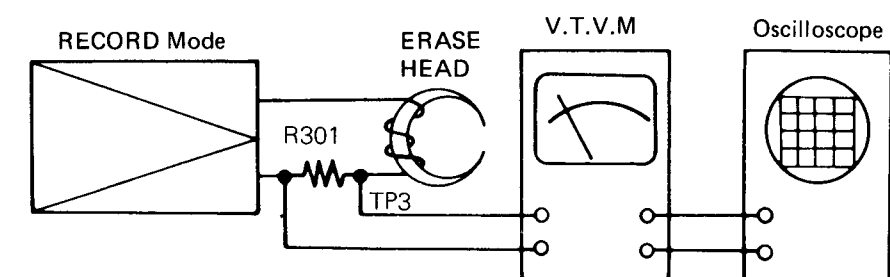 RECORD Mode
ERASE
HEAD
V.T.V.M
Oscilloscope
R301
TP3